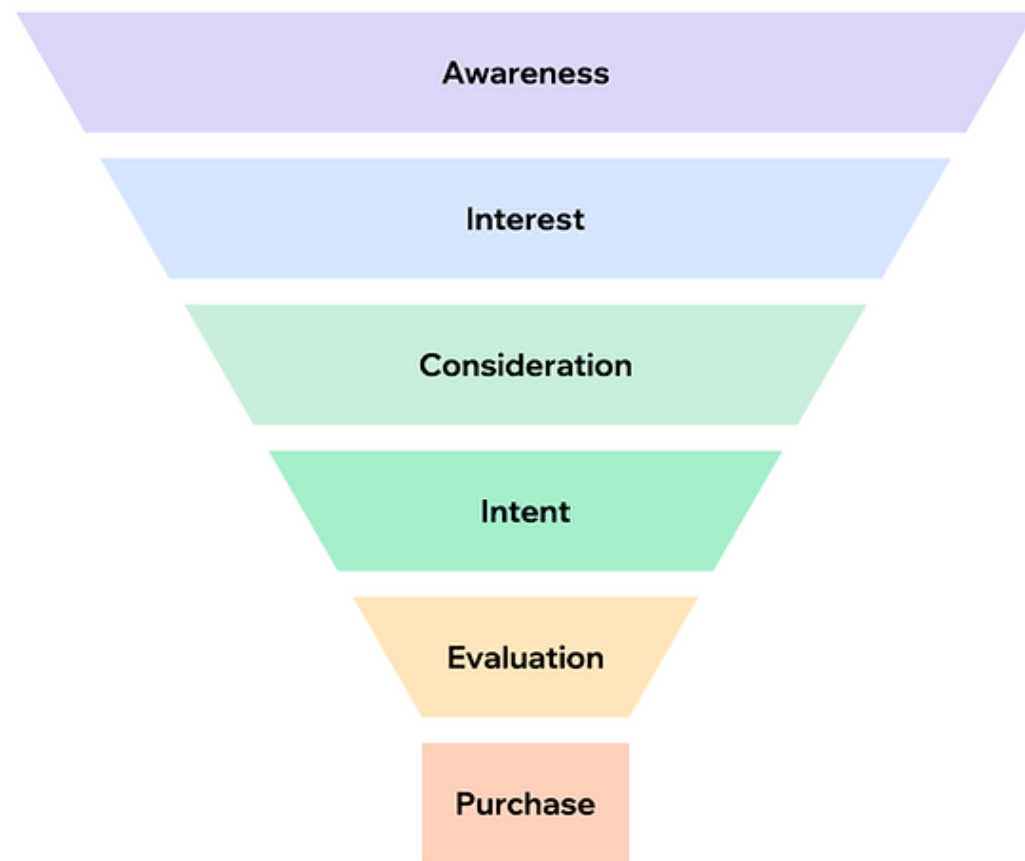 Awareness
Interest
Consideration
Intent
Evaluation
Purchase